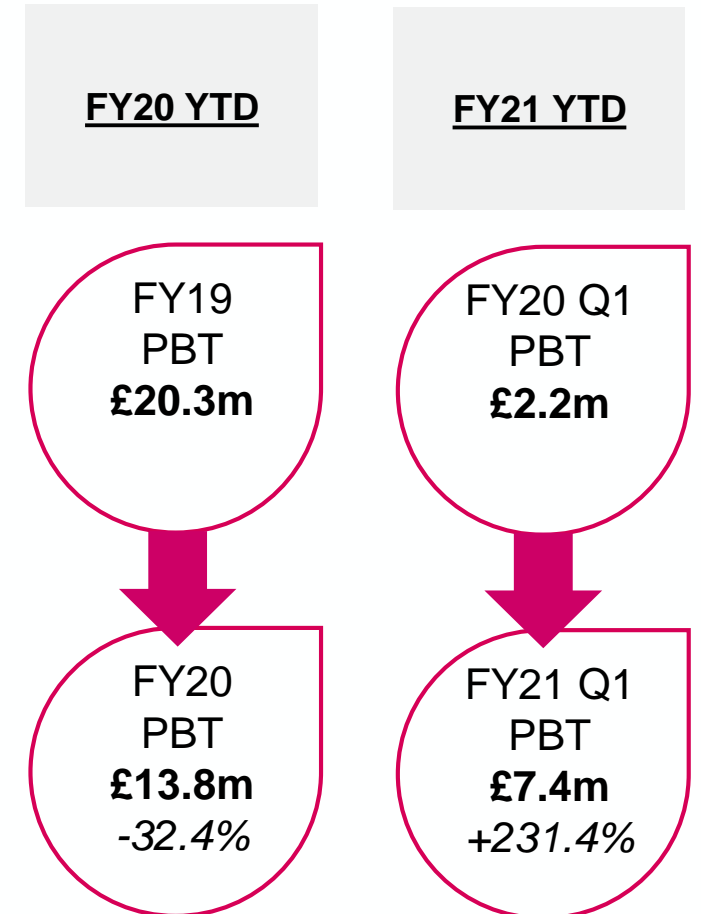 FY20 YTD
FY21 YTD
FY19
PBT
£20.3m
FY20 Q1
PBT
£2.2m
FY20
PBT
£13.8m
-32.4%
FY21 Q1
PBT
£7.4m
+231.4%